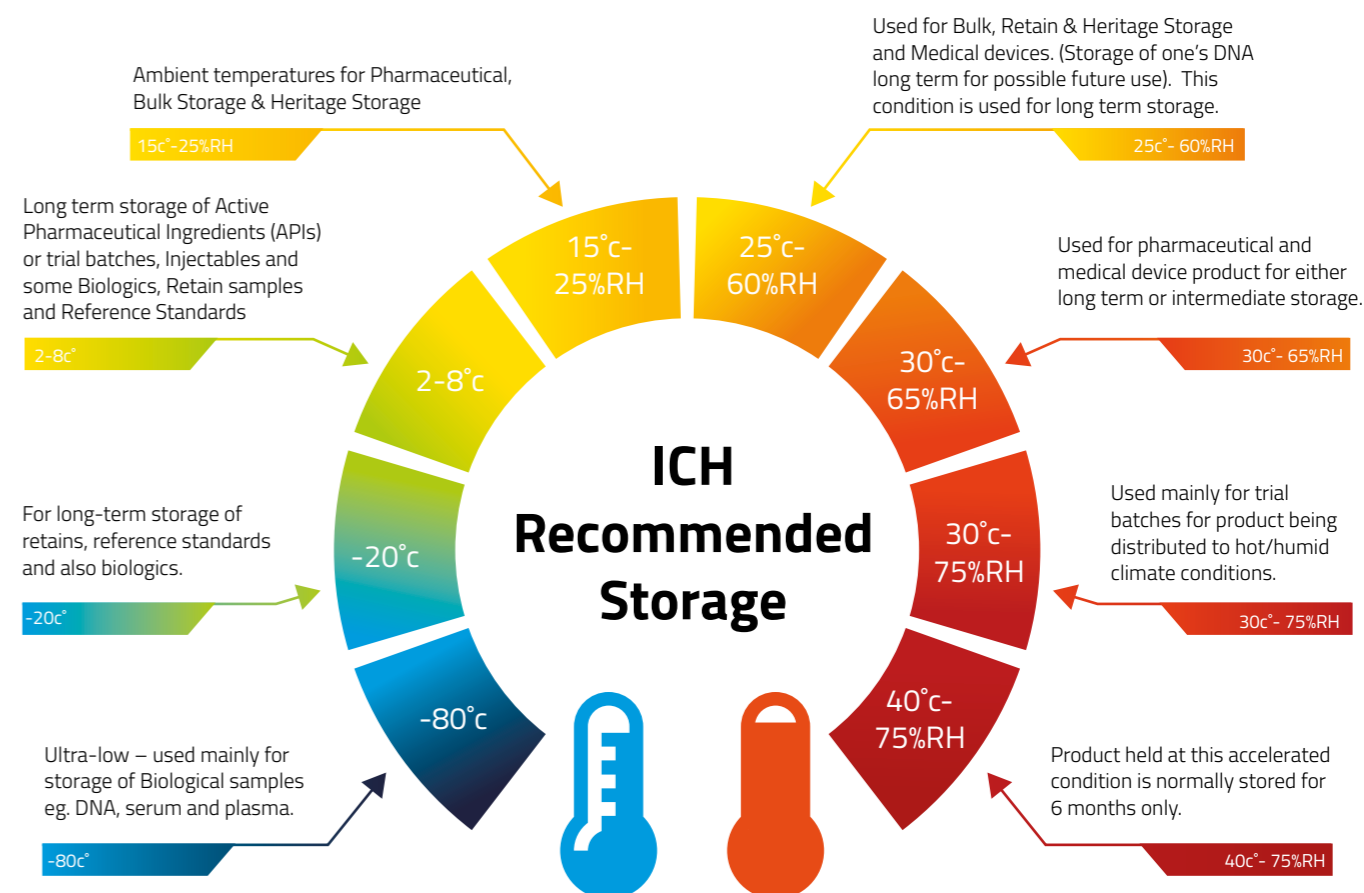 Ambient temperatures for Pharmaceutical,
Bulk Storage & Heritage Storage
15c°-25%RH
Used for Bulk, Retain & Heritage Storage
and Medical devices. (Storage of one's DNA
long term for possible future use).  This
condition is used for long term storage.
25c°- 60%RH
Long term storage of Active
Pharmaceutical Ingredients (APIs)
or trial batches, Injectables and
some Biologics, Retain samples
and Reference Standards
2-8c°
Used for pharmaceutical and
medical device product for either
long term or intermediate storage.
30c°- 65%RH
For long-term storage of
retains, reference standards
and also biologics.
-20c°
Used mainly for trial
batches for product being
distributed to hot/humid
climate conditions.
30c°- 75%RH
Ultra-low – used mainly for
storage of Biological samples
eg. DNA, serum and plasma.
-80c°
Product held at this accelerated
condition is normally stored for
6 months only.
40c°- 75%RH
-80°c
-20°c
2-8°c
15°c-
25%RH
25°c-
60%RH
30°c-
65%RH
30°c-
75%RH
40°c-
75%RH
ICH
Recommended
Storage